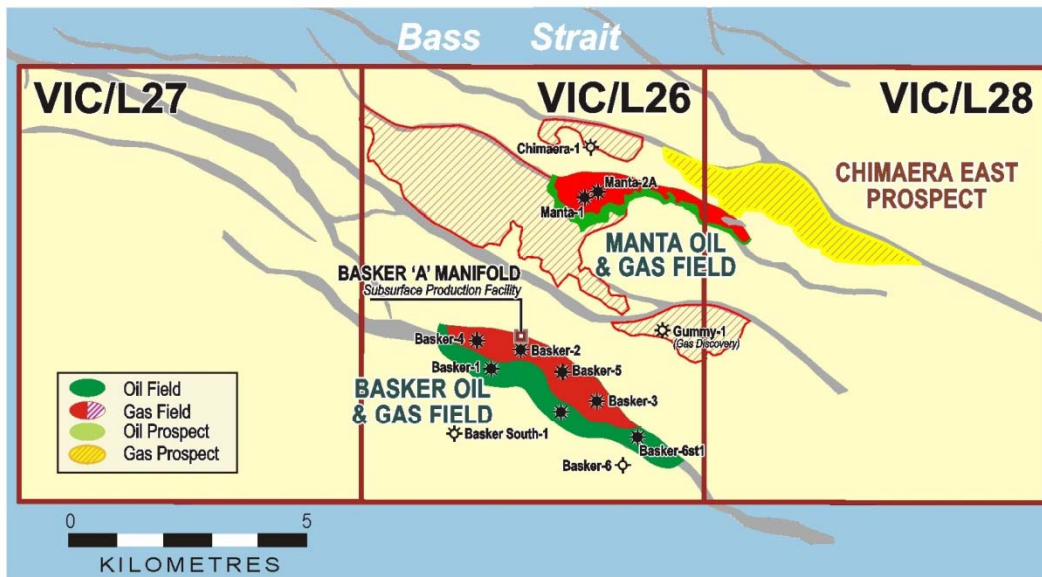 Bass Strait
VIC/L27
VIC/L26
VIC/L28
Chimaera-1
CHIMAERA EAST
PROSPECT
Manta-2A
Manta-1
MANTA OIL
& GAS FIELD
BASKER ‘A’ MANIFOLD
Subsurface Production Facility
Gummy-1
(Gas Discovery)
Basker-4
Basker-2
Basker-1
Basker-5
BASKER OIL
& GAS FIELD
Basker-3
Basker South-1
Basker-6st1
Basker-6
Oil Field
Gas Field
Oil Prospect
Gas Prospect
0 5
KILOMETRES